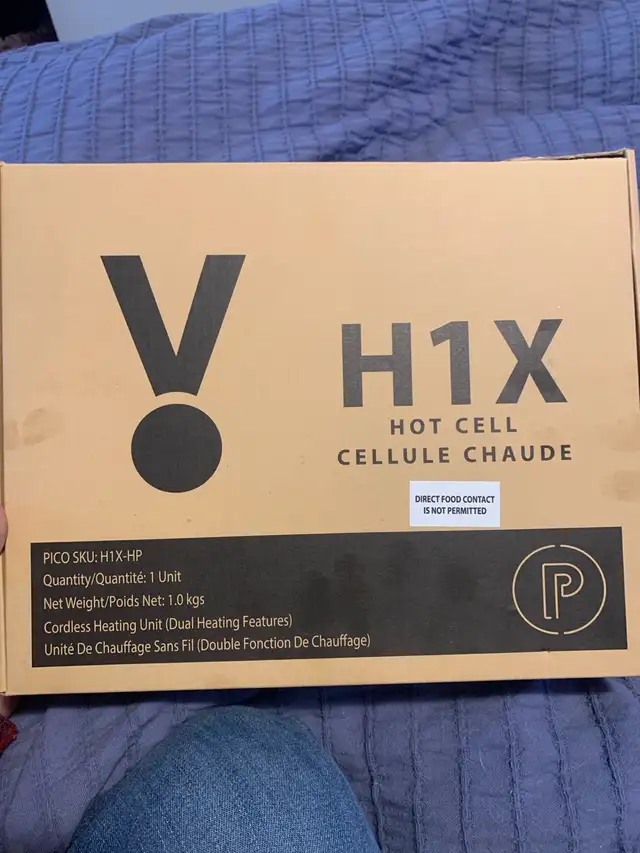 H1X
HOT CELL
CELLULE CHAUDE
DIRECT FOOD CONTACT
IS NOT PERMITTED
PICO SKU: H1X-HP
Quantity/Quantité: 1 Unit
Net Weight/Poids Net: 1.0 kgs
Cordless Heating Unit (Dual Heating Features)
Unité De Chauffage Sans Fil (Double Fonction De Chauffage)
P